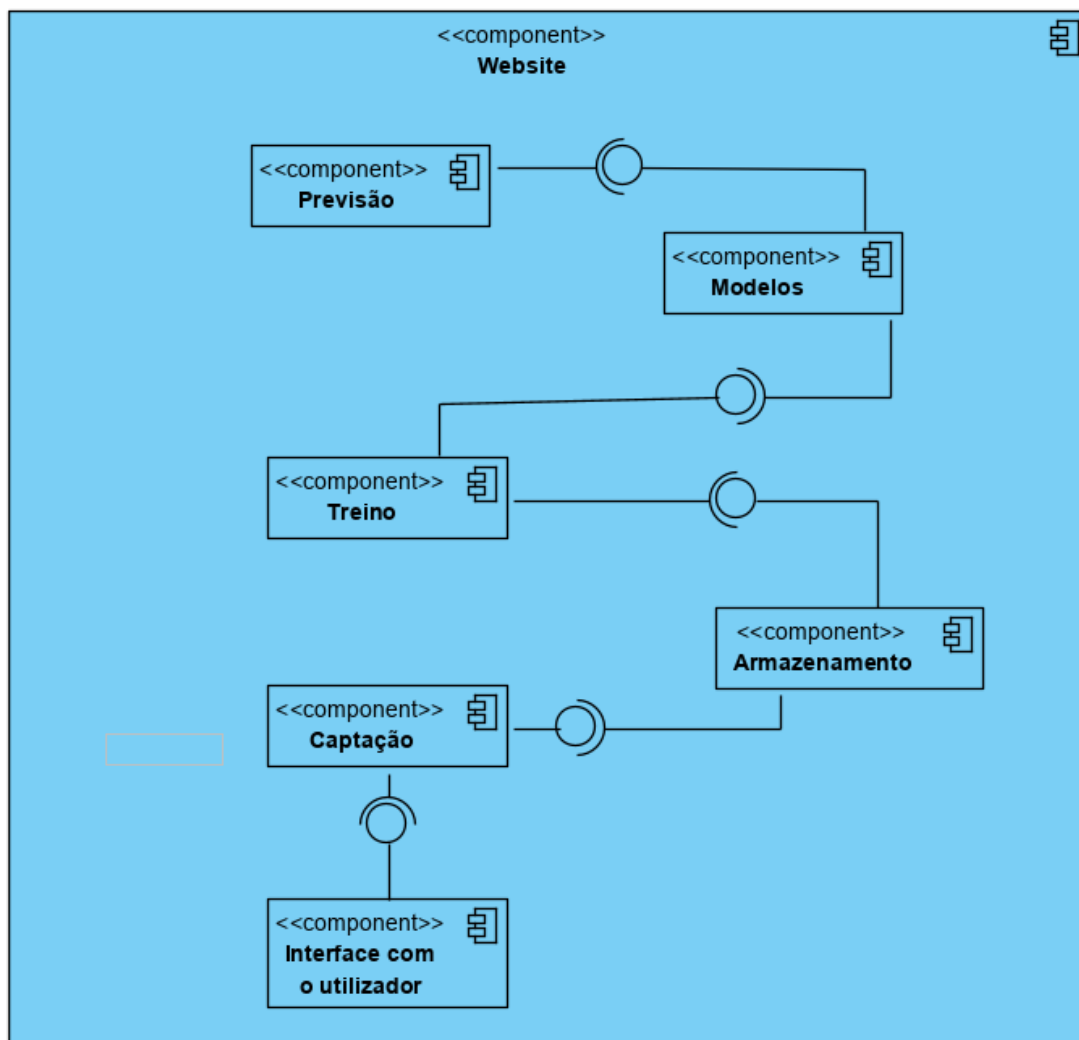 <<component>>
Website
<<component>>
Previsão
<<component>>
Modelos
<<component>>
Treino
<<component>>
Armazenamento
<<component>>
Captação
<<component>>
Interface com
o utilizador